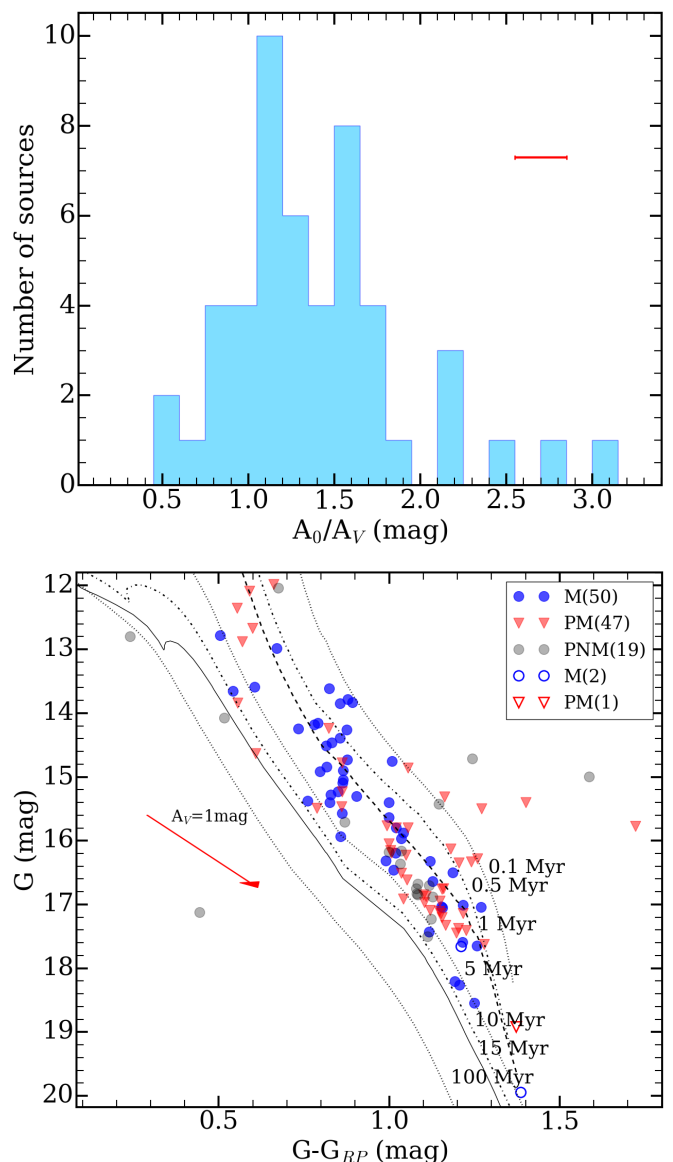 10
8
6
4
2
0
Number of sources
0.5 1.0 1.5 2.0 2.5 3.0
A₀/A_V (mag)
12
13
14
15
16
17
18
19
20
G (mag)
M(50)
PM(47)
PNM(19)
M(2)
PM(1)
A_V=1mag
0.1 Myr
0.5 Myr
1 Myr
5 Myr
10 Myr
15 Myr
100 Myr
0.5 1.0 1.5
G-G_RP (mag)